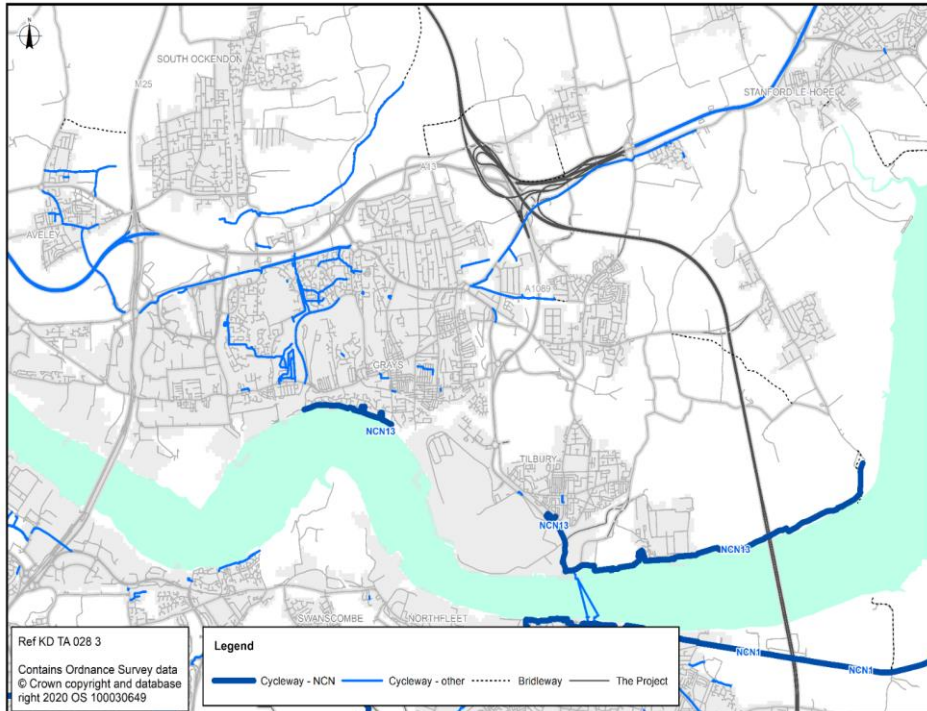 N
SOUTH OCKENDON
M25
STANFORD-LE-HOPE
A13
AVELEY
A1089
GRAYS
NCN13
TILBURY
NCN13
NCN13
SWANSCOMBE
NORTHFLEET
NCN1
NCN1
Ref KD TA 028 3
Contains Ordnance Survey data
© Crown copyright and database
right 2020 OS 100030649
Legend
Cycleway - NCN
Cycleway - other
Bridleway
The Project